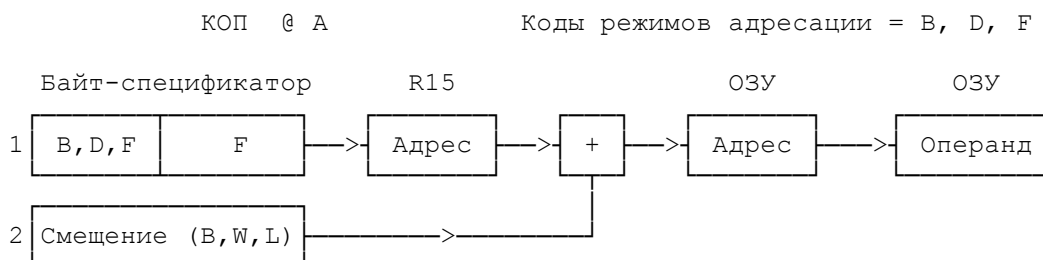 КОП @ A Коды режимов адресации = B, D, F
Байт-спецификатор R15 ОЗУ ОЗУ
1 B,D,F F Адрес + Адрес Операнд
2 Смещение (B,W,L)